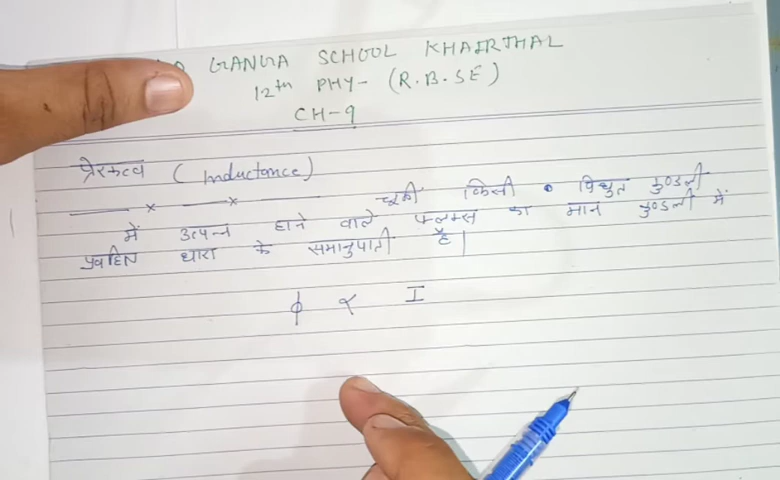 GANGA SCHOOL KHAIRTHAL
12th PHY- (R.B.SE)
CH-9
प्रेरकत्व (Inductance)
चूकी किसी विधुत कुण्डली
में उत्पन्न होने वाले फ्लक्स का मान कुण्डली में
प्रवाहित धारा के समानुपाती है।
ϕ ∝ I